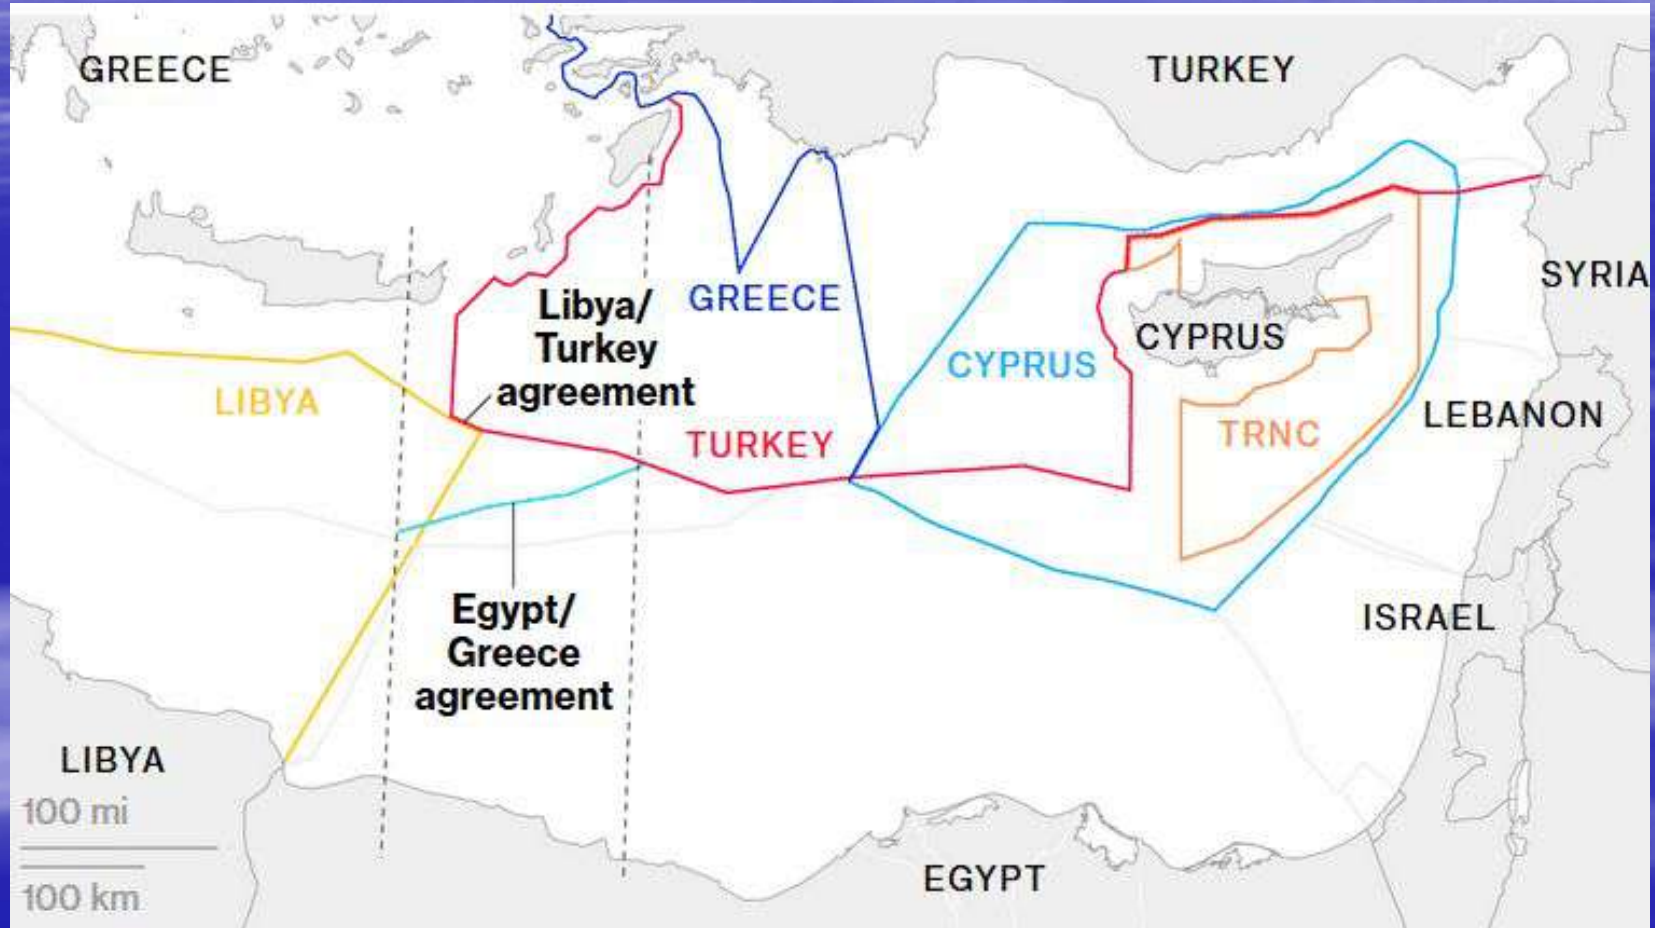 GREECE
TURKEY
SYRIA
Libya/
Turkey
agreement
GREECE
CYPRUS
CYPRUS
LIBYA
TURKEY
TRNC
LEBANON
Egypt/
Greece
agreement
ISRAEL
LIBYA
100 mi
100 km
EGYPT